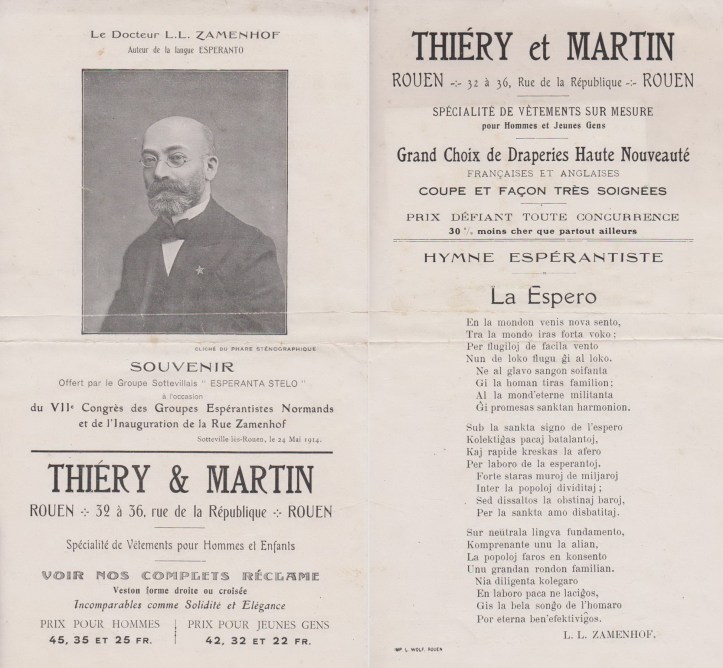 Le Docteur L.L. ZAMENHOF
Auteur de la langue ESPERANTO
CLICHÉ DU PHARE STÉNOGRAPHIQUE
SOUVENIR
Offert par le Groupe Sottevillais " ESPERANTA STELO "
à l'occasion
du VIIe Congrès des Groupes Espérantistes Normands
et de l'Inauguration de la Rue Zamenhof
Sotteville-lès-Rouen, le 24 Mai 1914.
THIÉRY & MARTIN
ROUEN -:- 32 à 36, rue de la République -:- ROUEN
Spécialité de Vêtements pour Hommes et Enfants
VOIR NOS COMPLETS RÉCLAME
Veston forme droite ou croisée
Incomparables comme Solidité et Elégance
PRIX POUR HOMMES
45, 35 ET 25 FR.
PRIX POUR JEUNES GENS
42, 32 ET 22 FR.
THIÉRY et MARTIN
ROUEN -:- 32 à 36, Rue de la République -:- ROUEN
SPÉCIALITÉ DE VÊTEMENTS SUR MESURE
pour Hommes et Jeunes Gens
Grand Choix de Draperies Haute Nouveauté
FRANÇAISES ET ANGLAISES
COUPE ET FAÇON TRÈS SOIGNÉES
PRIX DÉFIANT TOUTE CONCURRENCE
30 % moins cher que partout ailleurs
HYMNE ESPÉRANTISTE
La Espero
En la mondon venis nova sento,
Tra la mondo iras forta voko ;
Per flugiloj de facila vento
Nun de loko flugu ĝi al loko.
Ne al glavo sangon soifanta
Gi la homan tiras familion ;
Al la mond'eterne militanta
Ĝi promesas sanktan harmonion.
Sub la sankta signo de l'espero
Kolektiĝas pacaj batalantoj,
Kaj rapide kreskas la afero
Per laboro de la esperantoj.
Forte staras muroj de miljaroj
Inter la popoloj dividitaj ;
Sed dissaltos la obstinaj baroj,
Per la sankta amo disbatitaj.
Sur neŭtrala lingva fundamento,
Komprenante unu la alian,
La popoloj faros en konsento
Unu grandan rondon familian.
Nia diligenta kolegaro
En laboro paca ne laciĝos,
Gis la bela sonĝo de l'homaro
Por eterna ben'efektiviĝos.
L. L. ZAMENHOF.
IMP. L. WOLF, ROUEN